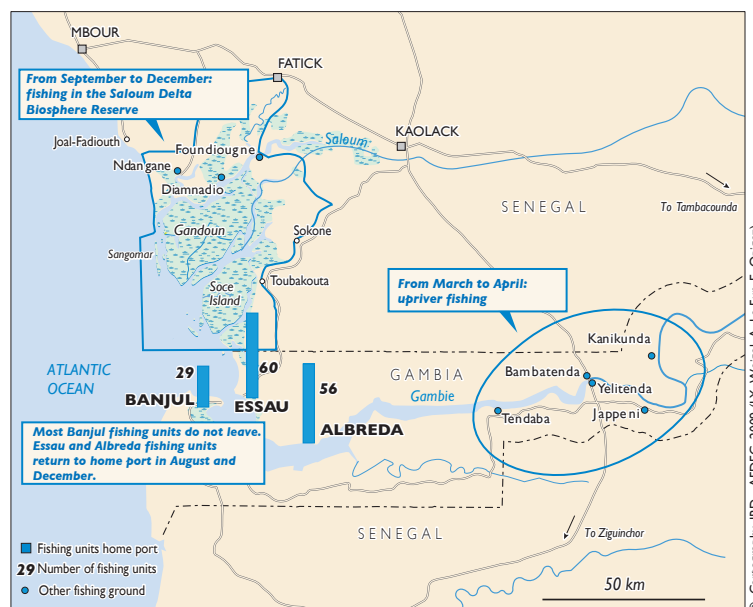 MBOUR
FATICK
From September to December:
fishing in the Saloum Delta
Biosphere Reserve
Joal-Fadiouth
Foundiougne
Saloum
KAOLACK
Ndangane
Diamnadio
SENEGAL
To Tambacounda
Gandoun
Sokone
Sangomar
Toubakouta
Soce
Island
From March to April:
upriver fishing
Kanikunda
ATLANTIC
OCEAN
29
60
56
GAMBIA
Gambie
Bambatenda
Yelitenda
BANJUL
ESSAU
ALBREDA
Tendaba
Jappeni
Most Banjul fishing units do not leave.
Essau and Albreda fishing units
return to home port in August and
December.
SENEGAL
To Ziguinchor
Fishing units home port
29 Number of fishing units
Other fishing ground
50 km